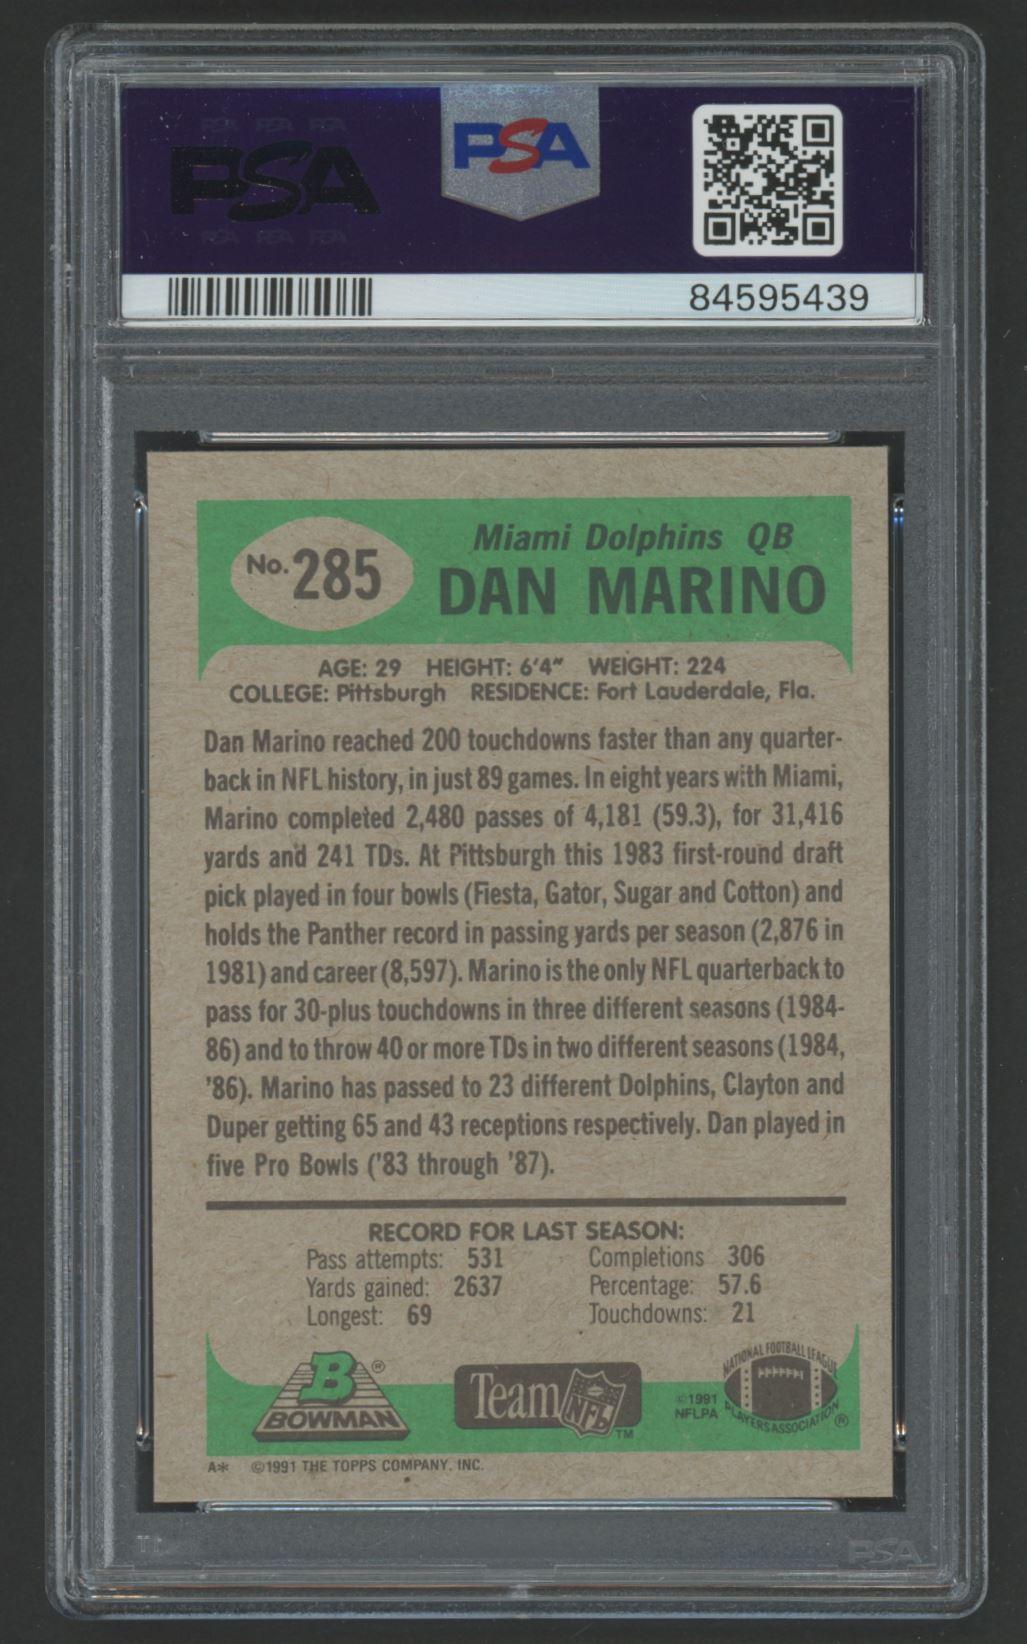 PSA PSA PSA
PSA
PSA PSA PSA
PSA
84595439
No. 285
Miami Dolphins QB
DAN MARINO
AGE: 29 HEIGHT: 6'4" WEIGHT: 224
COLLEGE: Pittsburgh RESIDENCE: Fort Lauderdale, Fla.
Dan Marino reached 200 touchdowns faster than any quarter-
back in NFL history, in just 89 games. In eight years with Miami,
Marino completed 2,480 passes of 4,181 (59.3), for 31,416
yards and 241 TDs. At Pittsburgh this 1983 first-round draft
pick played in four bowls (Fiesta, Gator, Sugar and Cotton) and
holds the Panther record in passing yards per season (2,876 in
1981) and career (8,597). Marino is the only NFL quarterback to
pass for 30-plus touchdowns in three different seasons (1984-
86) and to throw 40 or more TDs in two different seasons (1984,
'86). Marino has passed to 23 different Dolphins, Clayton and
Duper getting 65 and 43 receptions respectively. Dan played in
five Pro Bowls ('83 through '87).
RECORD FOR LAST SEASON:
Pass attempts: 531 Completions 306
Yards gained: 2637 Percentage: 57.6
Longest: 69 Touchdowns: 21
B ®
BOWMAN
Team NFL ™
©1991
NFLPA
NATIONAL FOOTBALL LEAGUE
PLAYERS ASSOCIATION ®
A* ©1991 THE TOPPS COMPANY, INC.
PSA